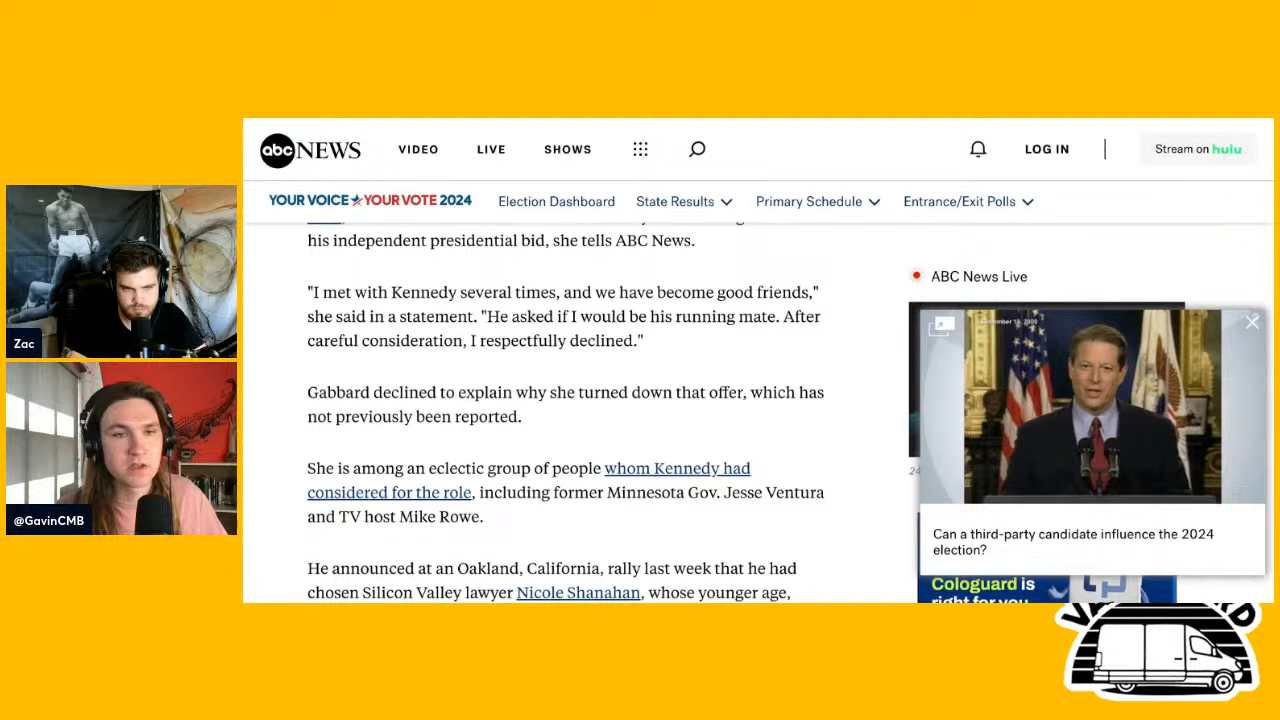 abc NEWS
VIDEO
LIVE
SHOWS
LOG IN
Stream on hulu
YOUR VOICE YOUR VOTE 2024
Election Dashboard
State Results
Primary Schedule
Entrance/Exit Polls
his independent presidential bid, she tells ABC News.
"I met with Kennedy several times, and we have become good friends,"
she said in a statement. "He asked if I would be his running mate. After
careful consideration, I respectfully declined."
Gabbard declined to explain why she turned down that offer, which has
not previously been reported.
She is among an eclectic group of people whom Kennedy had
considered for the role, including former Minnesota Gov. Jesse Ventura
and TV host Mike Rowe.
He announced at an Oakland, California, rally last week that he had
chosen Silicon Valley lawyer Nicole Shanahan, whose younger age,
ABC News Live
24
Can a third-party candidate influence the 2024
election?
Cologuard is
right for you
Zac
@GavinCMB